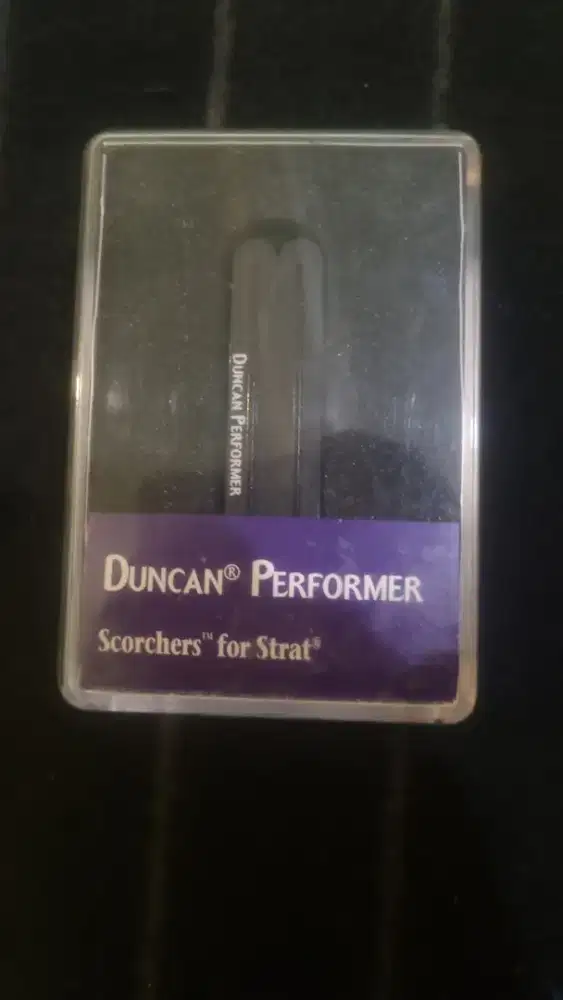 DUNCAN PERFORMER
DUNCAN® PERFORMER
Scorchers™ for Strat®